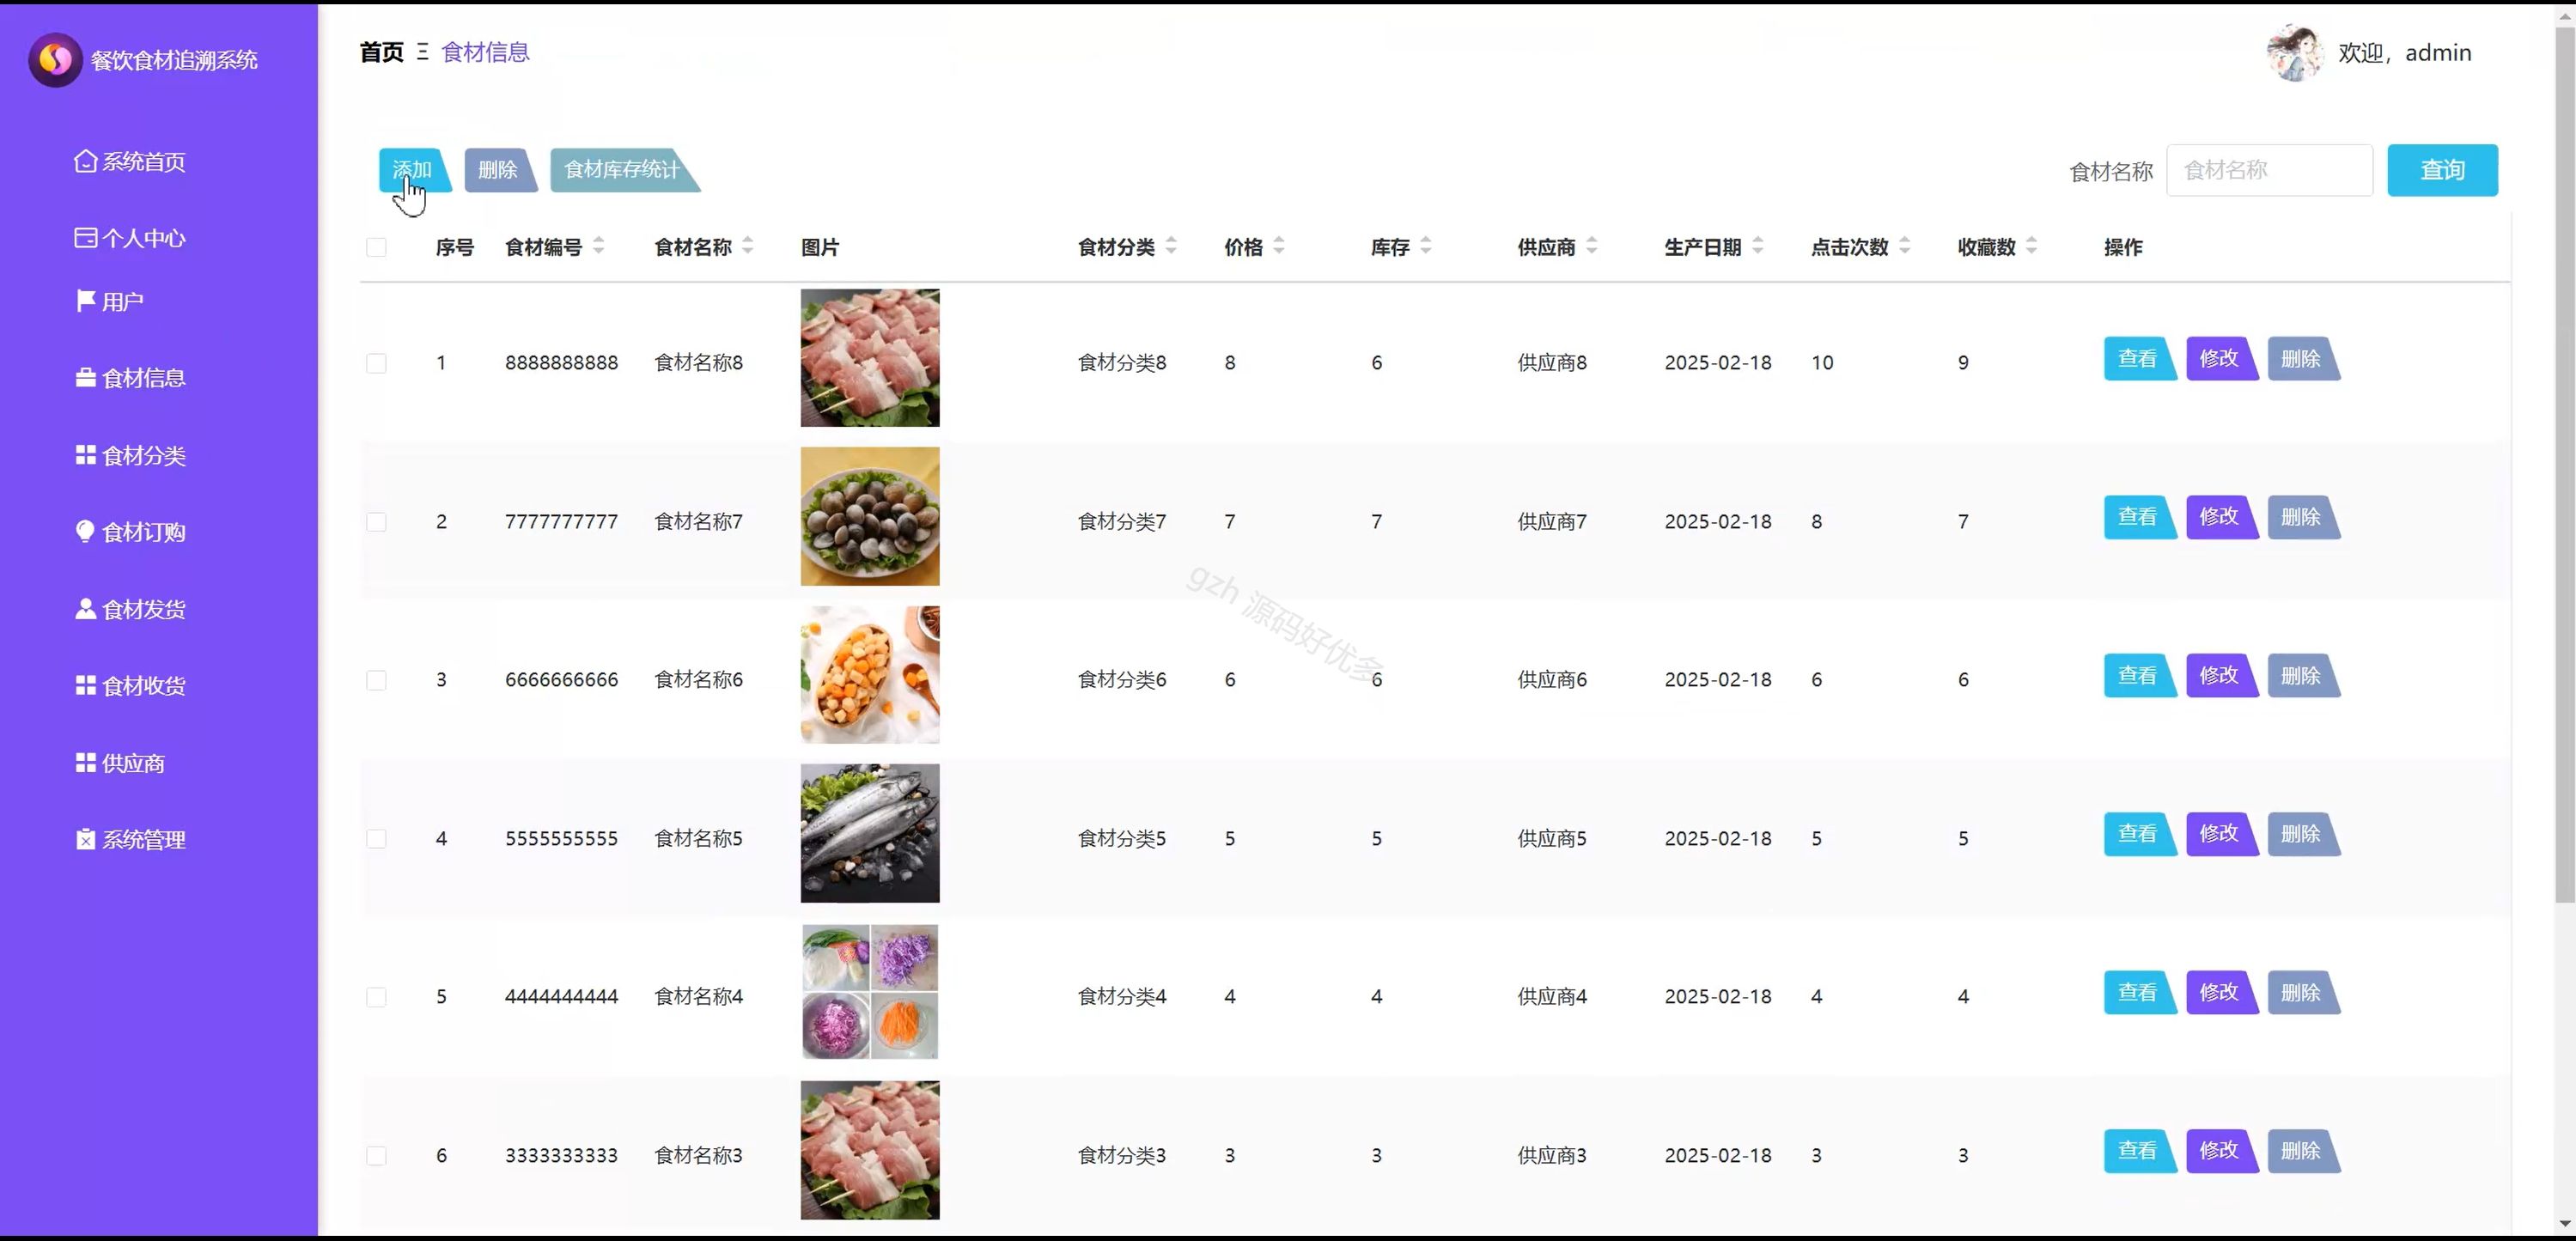 餐饮食材追溯系统
首页 食材信息
欢迎，admin
系统首页
个人中心
用户
食材信息
食材分类
食材订购
食材发货
食材收货
供应商
系统管理
添加 删除 食材库存统计
食材名称 食材名称 查询
序号 食材编号 食材名称 图片 食材分类 价格 库存 供应商 生产日期 点击次数 收藏数 操作
1 8888888888 食材名称8 食材分类8 8 6 供应商8 2025-02-18 10 9 查看 修改 删除
2 7777777777 食材名称7 食材分类7 7 7 供应商7 2025-02-18 8 7 查看 修改 删除
gzh 源码好优多
3 6666666666 食材名称6 食材分类6 6 6 供应商6 2025-02-18 6 6 查看 修改 删除
4 5555555555 食材名称5 食材分类5 5 5 供应商5 2025-02-18 5 5 查看 修改 删除
5 4444444444 食材名称4 食材分类4 4 4 供应商4 2025-02-18 4 4 查看 修改 删除
6 3333333333 食材名称3 食材分类3 3 3 供应商3 2025-02-18 3 3 查看 修改 删除